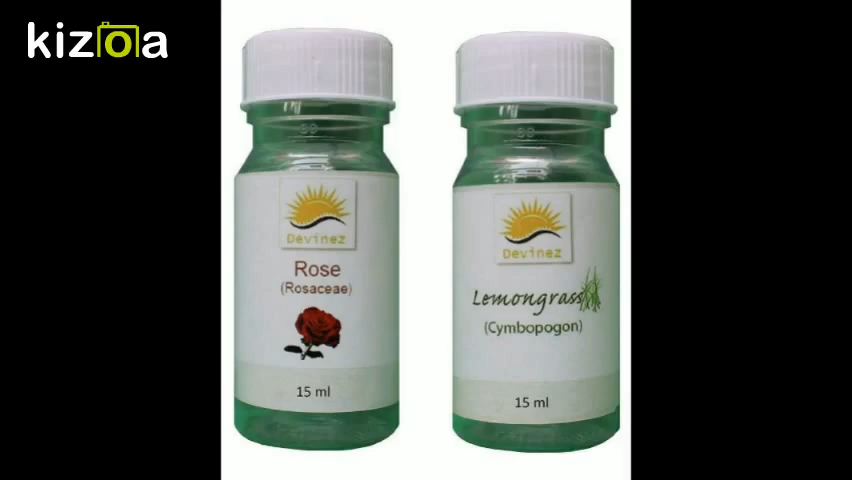 kizoa
Devinez
Rose
(Rosaceae)
15 ml
Devinez
Lemongrass
(Cymbopogon)
15 ml